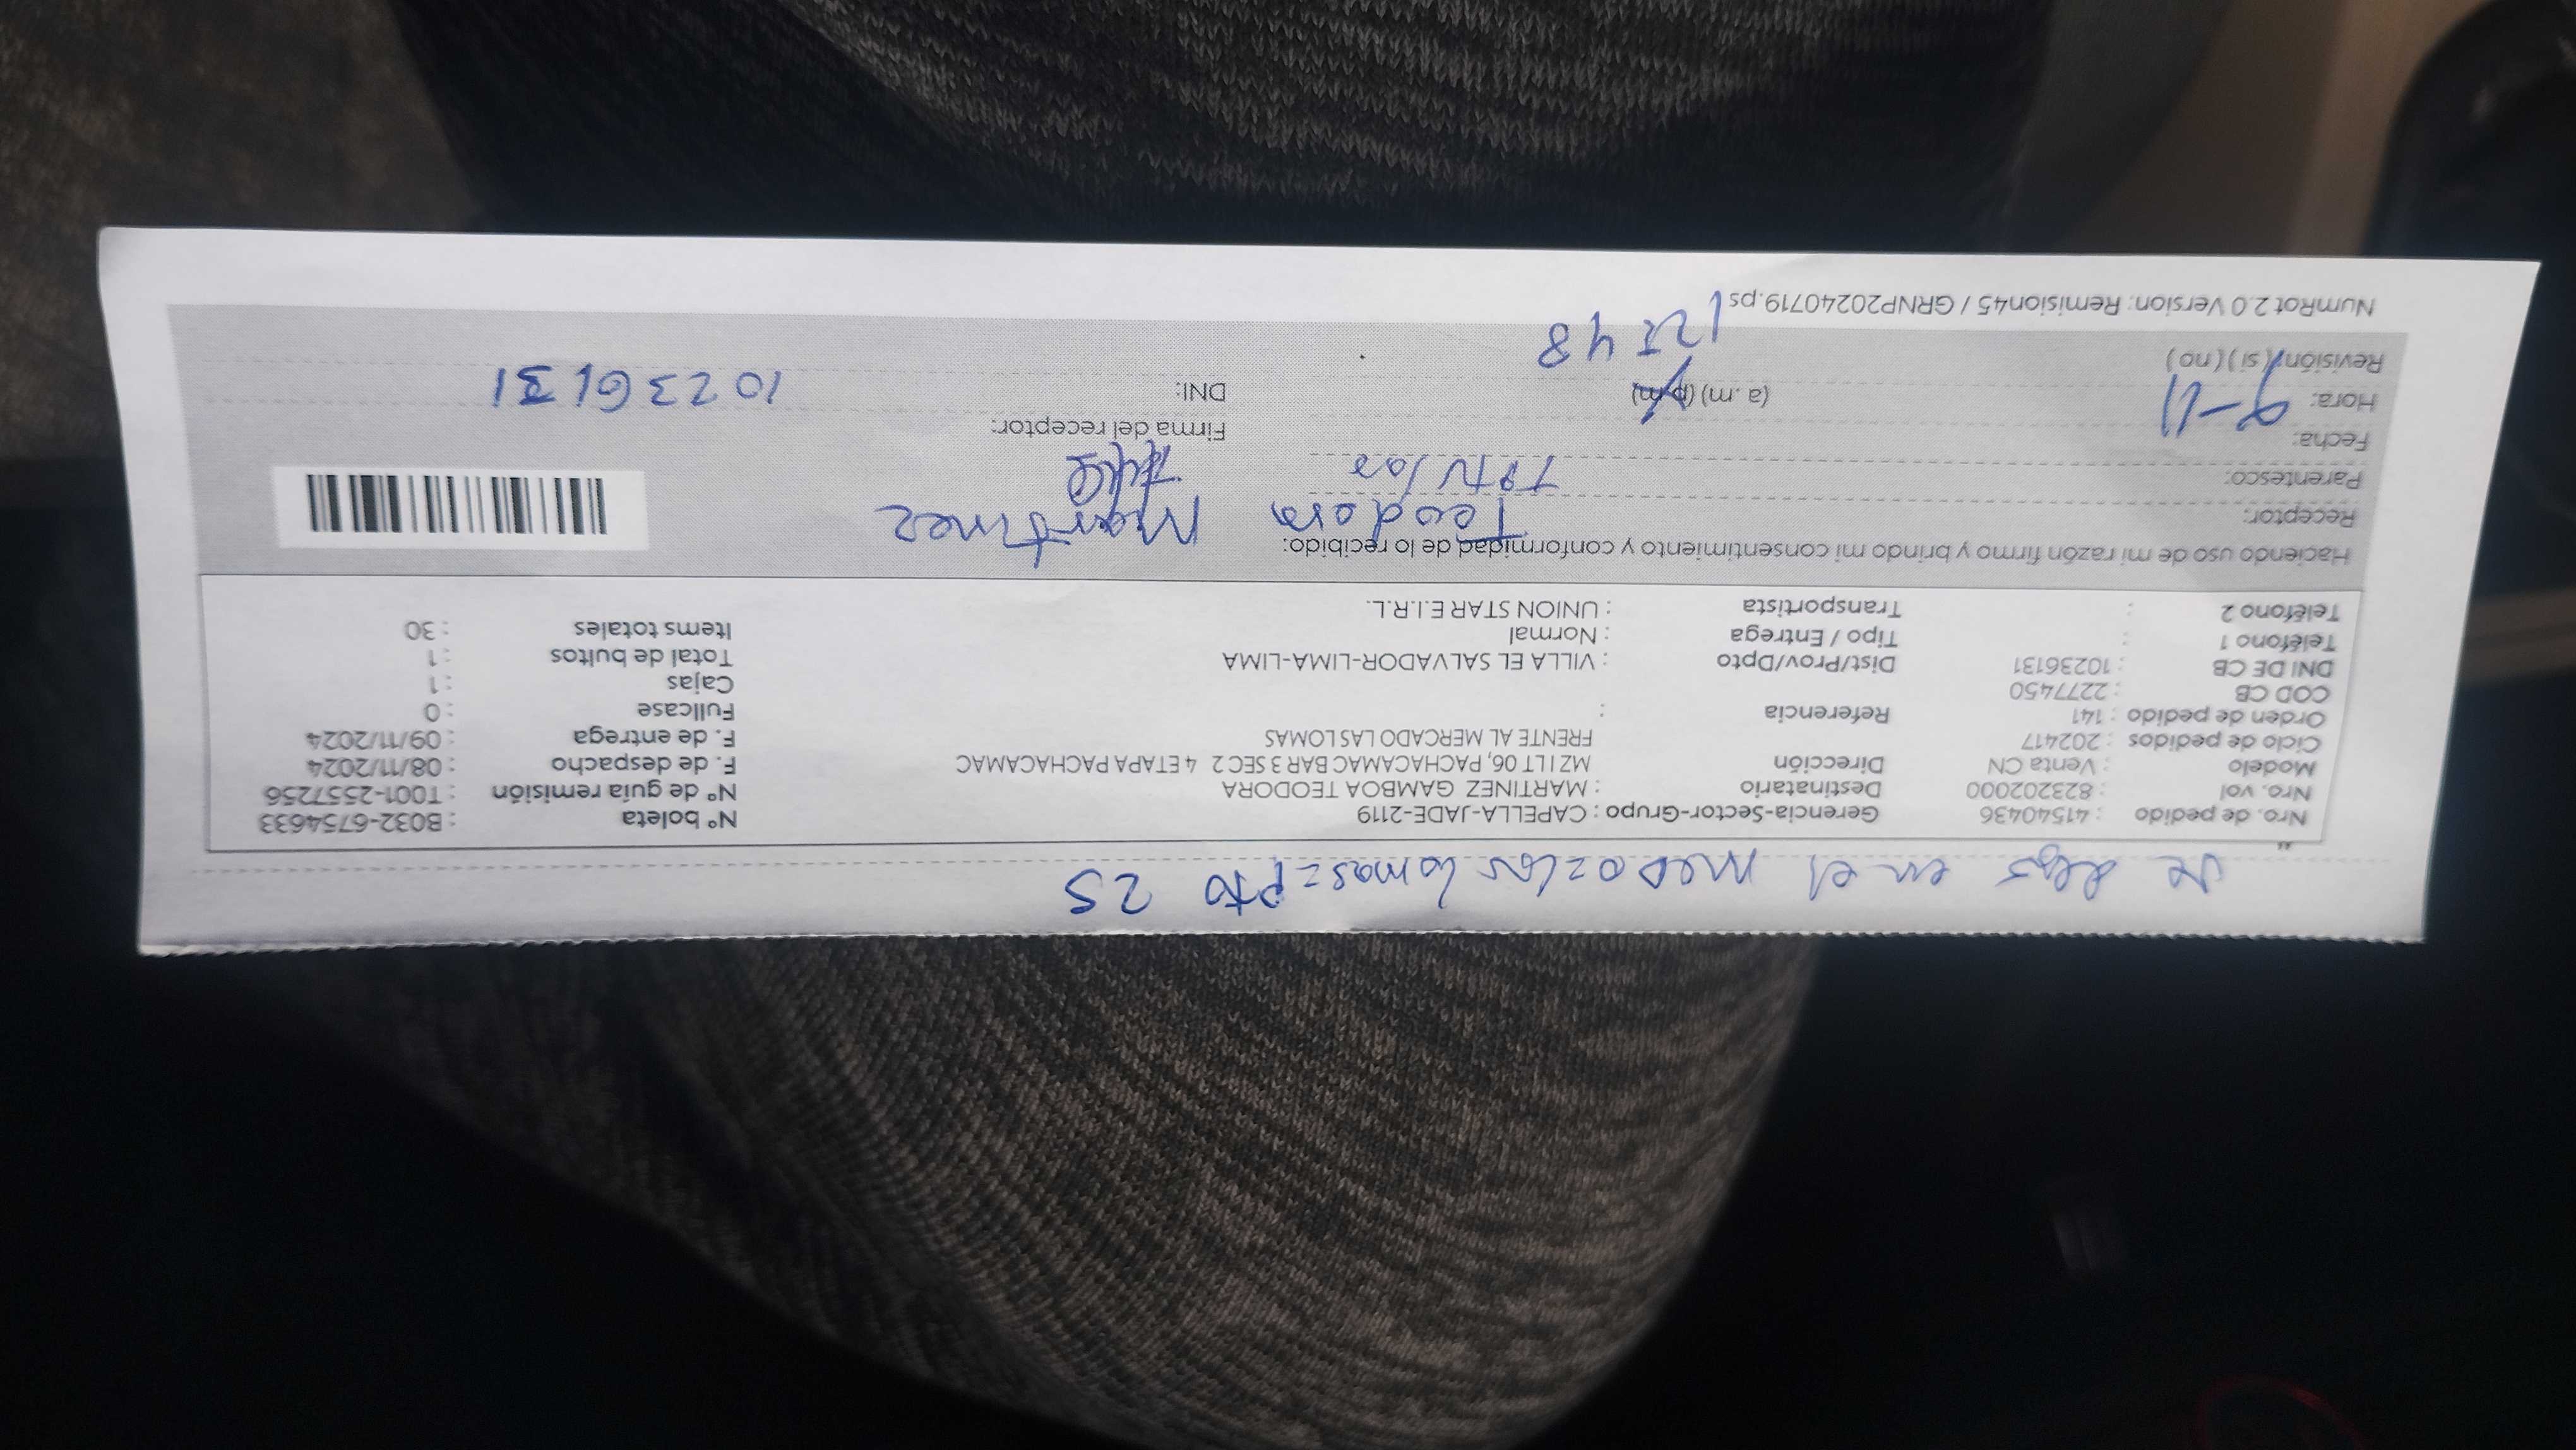 Se dejo en el mcdo = las lomas = Pto 25
Nro. de pedido : 41540436 Gerencia-Sector-Grupo : CAPELLA-JADE-2119 N° boleta : B032-6754633
Nro. vol : 823202000 Destinatario : MARTINEZ GAMBOA TEODORA N° de guía remisión : T001-2557256
Modelo : Venta CN Dirección MZ I LT 06, PACHACAMAC BAR 3 SEC 2 4 ETAPA PACHACAMAC F. de despacho : 08/11/2024
Ciclo de pedidos : 202417 FRENTE AL MERCADO LAS LOMAS F. de entrega : 09/11/2024
Orden de pedido : 141 Referencia : Fullcase : 0
COD CB : 2277450 Cajas : 1
DNI DE CB : 10236131 Dist/Prov/Dpto : VILLA EL SALVADOR-LIMA-LIMA Total de bultos : 1
Teléfono 1 : Tipo / Entrega : Normal Items totales : 30
Teléfono 2 : Transportista : UNION STAR E.I.R.L.
Haciendo uso de mi razón firmo y brindo mi consentimiento y conformidad de lo recibido:
Receptor: Teodora Martinez
Parentesco: Titular
Fecha: 9-11 Firma del receptor:
Hora: (a .m) (p.m) DNI: 10236131
Revisión (si) (no) 12:48
NumRot 2.0 Version: Remision45 / GRNP20240719.ps